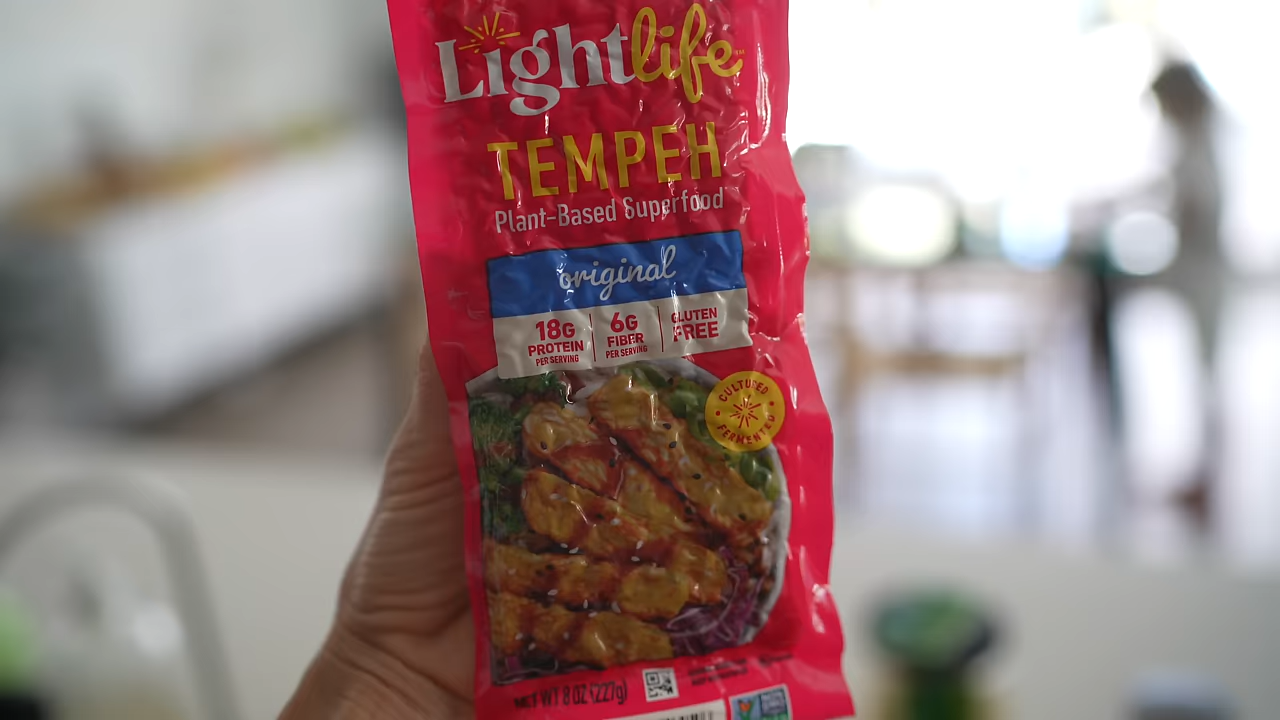 Lightlife™
TEMPEH
Plant-Based Superfood
original
18G PROTEIN PER SERVING
6G FIBER PER SERVING
GLUTEN FREE
CULTURED • FERMENTED •
NET WT 8 OZ (227g)